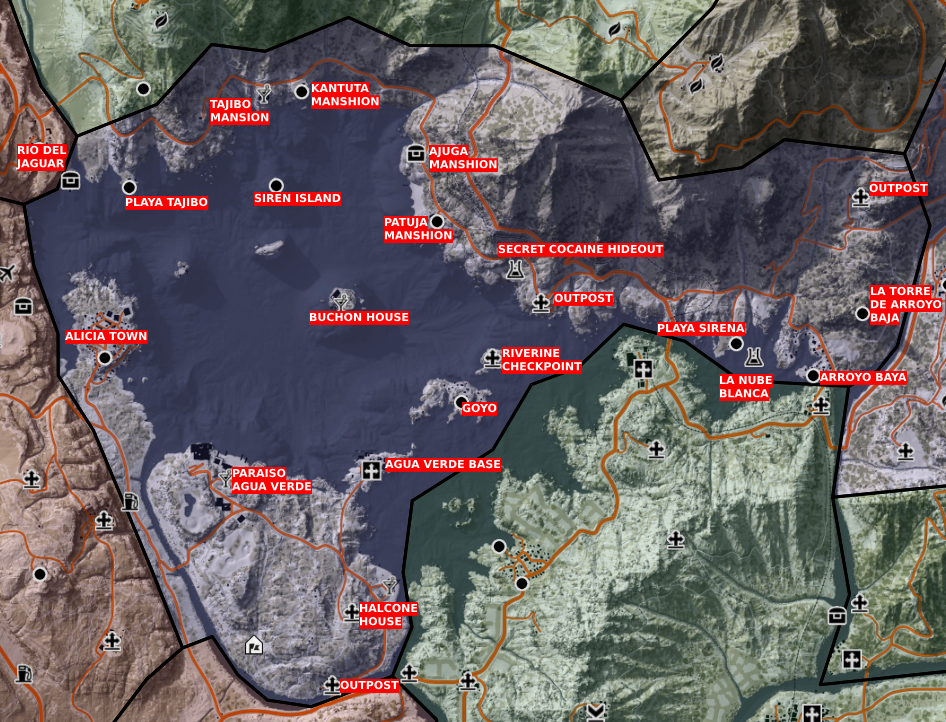 KANTUTA
MANSHION
TAJIBO
MANSION
RIO DEL
JAGUAR
AJUGA
MANSHION
OUTPOST
PLAYA TAJIBO
SIREN ISLAND
PATUJA
MANSHION
SECRET COCAINE HIDEOUT
OUTPOST
LA TORRE
DE ARROYO
BAJA
BUCHON HOUSE
ALICIA TOWN
PLAYA SIRENA
RIVERINE
CHECKPOINT
LA NUBE
BLANCA
ARROYO BAYA
GOYO
AGUA VERDE BASE
PARAISO
AGUA VERDE
HALCONE
HOUSE
OUTPOST